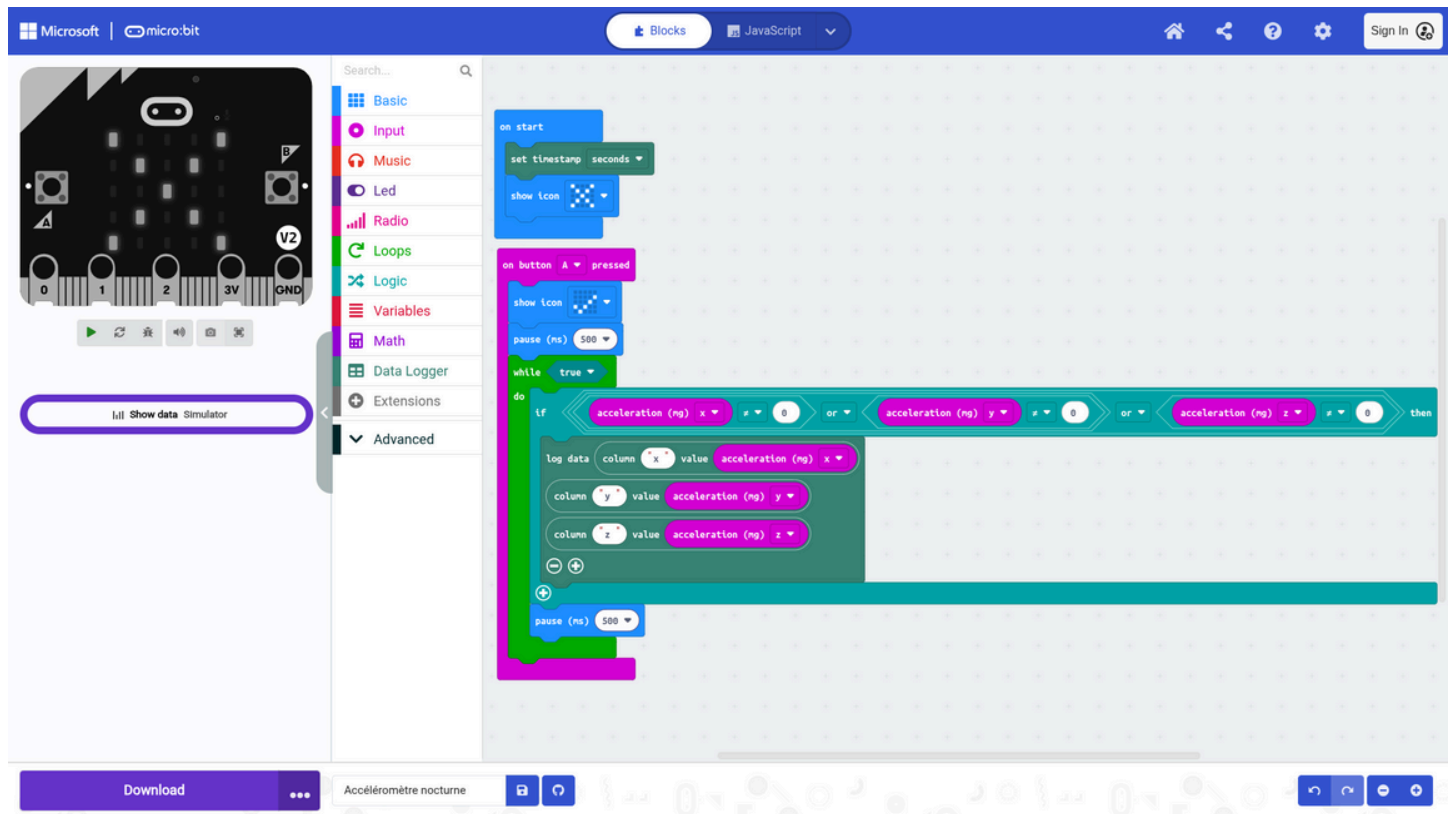 Microsoft micro:bit Blocks JavaScript Sign In
Search...
Basic
Input
Music
Led
Radio
Loops
Logic
Variables
Math
Data Logger
Extensions
Advanced
A
B
V2
0 1 2 3V GND
Show data Simulator
on start
set timestamp seconds
show icon
on button A pressed
show icon
pause (ms) 500
while true
do
if acceleration (mg) x ≠ 0 or acceleration (mg) y ≠ 0 or acceleration (mg) z ≠ 0 then
log data column "x" value acceleration (mg) x
column "y" value acceleration (mg) y
column "z" value acceleration (mg) z
pause (ms) 500
Download ... Accéléromètre nocturne